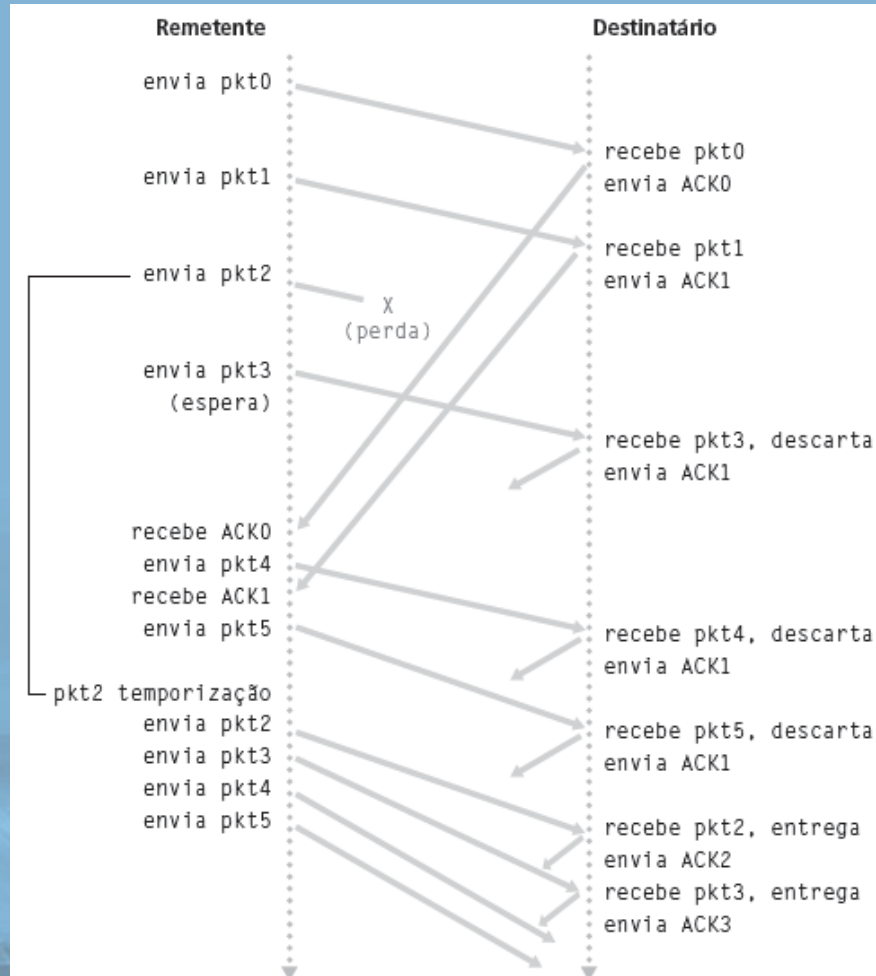 Remetente
Destinatário
envia pkt0
recebe pkt0
envia ACK0
envia pkt1
recebe pkt1
envia ACK1
envia pkt2
X
(perda)
envia pkt3
(espera)
recebe pkt3, descarta
envia ACK1
recebe ACK0
envia pkt4
recebe ACK1
envia pkt5
recebe pkt4, descarta
envia ACK1
pkt2 temporização
envia pkt2
envia pkt3
envia pkt4
envia pkt5
recebe pkt5, descarta
envia ACK1
recebe pkt2, entrega
envia ACK2
recebe pkt3, entrega
envia ACK3